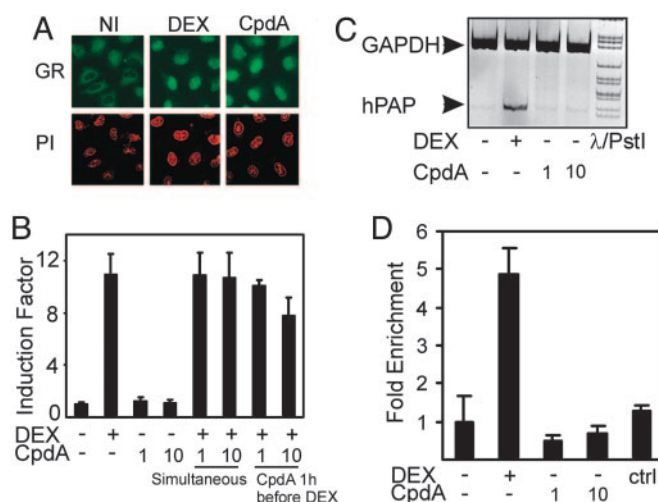 A
NI DEX CpdA
GR
PI
B
Induction Factor
12
8
4
0
DEX - + - - + + + +
CpdA - - 1 10 1 10 1 10
Simultaneous CpdA 1h
before DEX
C
GAPDH
hPAP
DEX - + - - λ/PstI
CpdA - - 1 10
D
Fold Enrichment
6
5
4
3
2
1
DEX - + - - ctrl
CpdA - - 1 10